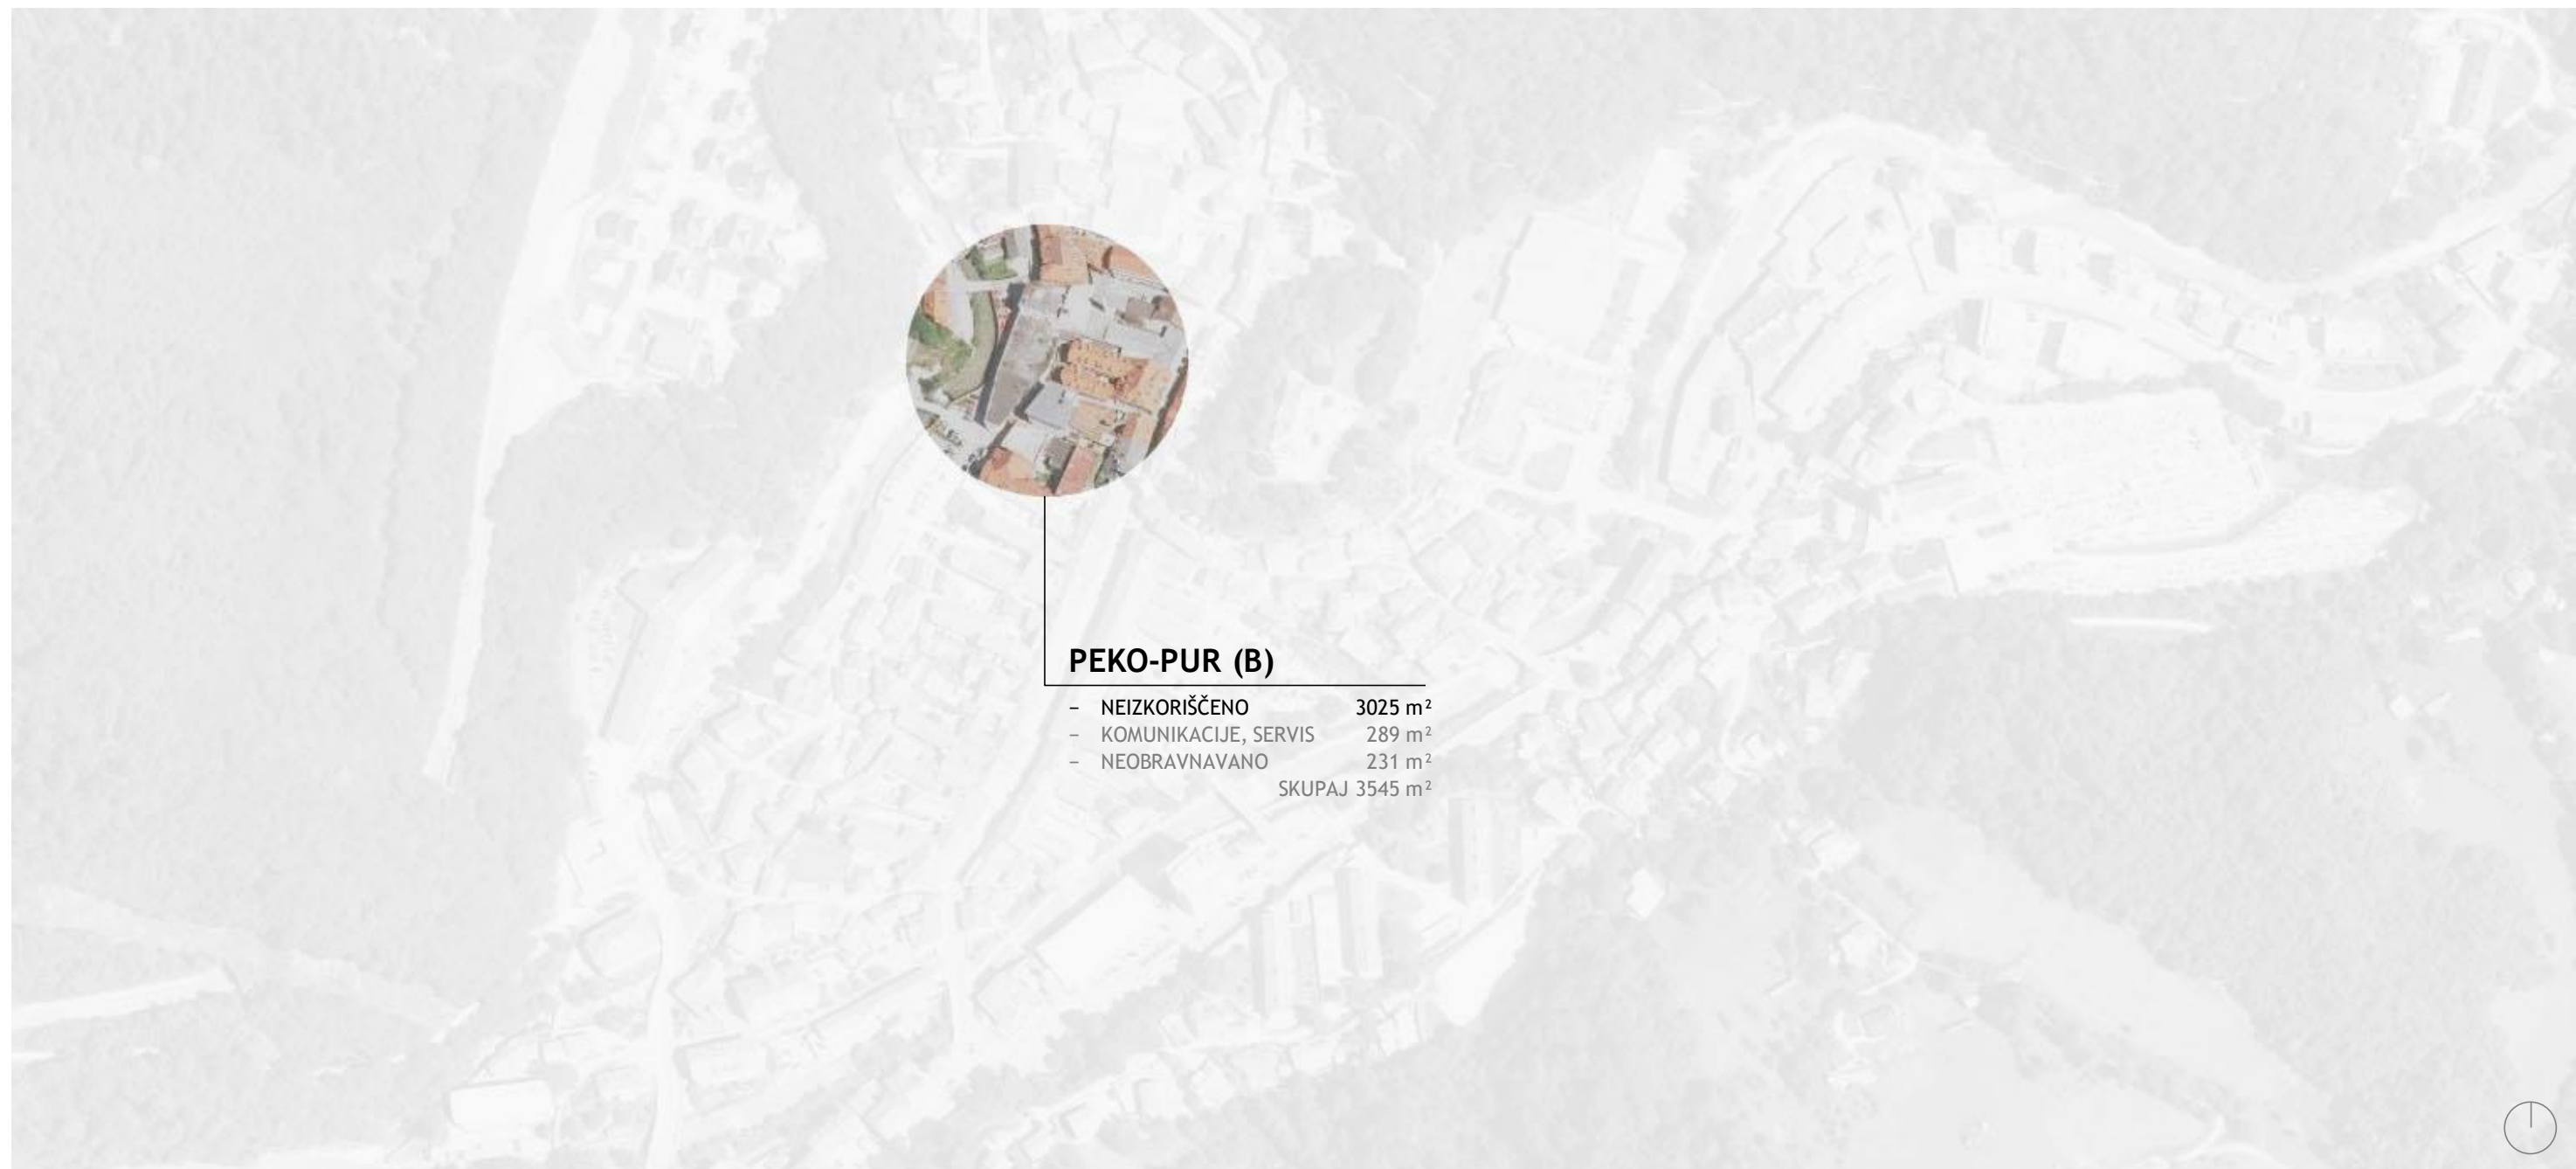 PEKO-PUR (B)
– NEIZKORIŠČENO 3025 m²
– KOMUNIKACIJE, SERVIS 289 m²
– NEOBRAVNAVANO 231 m²
SKUPAJ 3545 m²